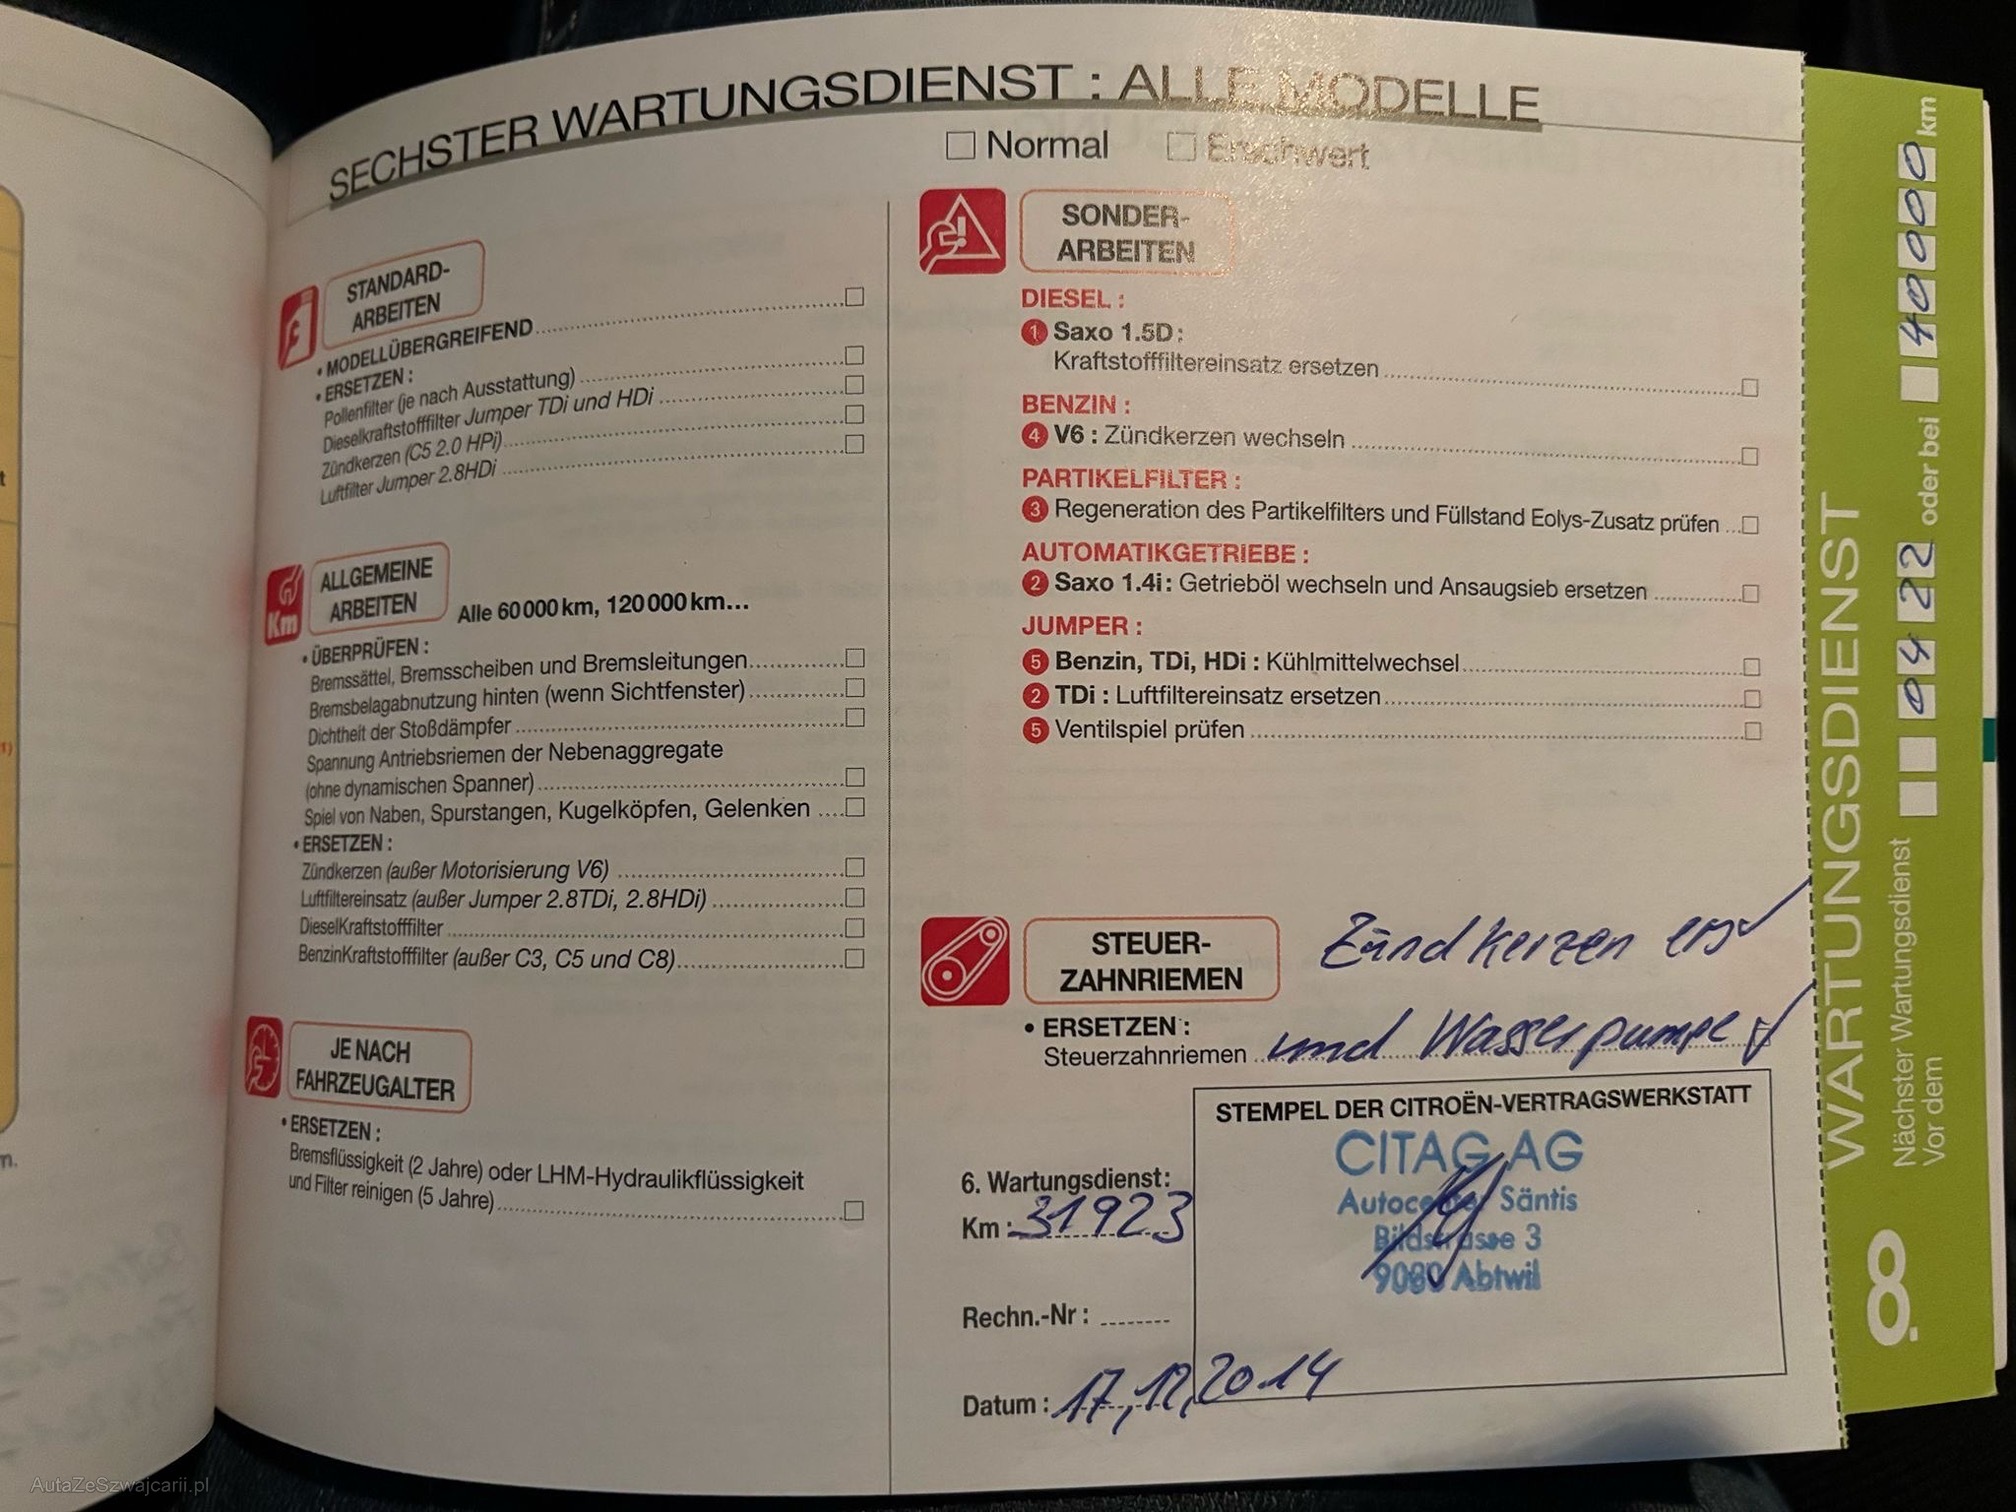 SECHSTER WARTUNGSDIENST : ALLE MODELLE
Normal
Erschwert
STANDARD-
ARBEITEN
• MODELLÜBERGREIFEND
• ERSETZEN :
Pollenfilter (je nach Ausstattung)
Dieselkraftstofffilter Jumper TDi und HDi
Zündkerzen (C5 2.0 HPi)
Luftfilter Jumper 2.8HDi
Km
ALLGEMEINE
ARBEITEN
Alle 60 000 km, 120 000 km...
• ÜBERPRÜFEN :
Bremssättel, Bremsscheiben und Bremsleitungen
Bremsbelagabnutzung hinten (wenn Sichtfenster)
Dichtheit der Stoßdämpfer
Spannung Antriebsriemen der Nebenaggregate
(ohne dynamischen Spanner)
Spiel von Naben, Spurstangen, Kugelköpfen, Gelenken
• ERSETZEN :
Zündkerzen (außer Motorisierung V6)
Luftfiltereinsatz (außer Jumper 2.8TDi, 2.8HDi)
DieselKraftstofffilter
BenzinKraftstofffilter (außer C3, C5 und C8)
JE NACH
FAHRZEUGALTER
• ERSETZEN :
Bremsflüssigkeit (2 Jahre) oder LHM-Hydraulikflüssigkeit
und Filter reinigen (5 Jahre)
SONDER-
ARBEITEN
DIESEL :
1 Saxo 1.5D :
Kraftstofffiltereinsatz ersetzen
BENZIN :
4 V6 : Zündkerzen wechseln
PARTIKELFILTER :
3 Regeneration des Partikelfilters und Füllstand Eolys-Zusatz prüfen
AUTOMATIKGETRIEBE :
2 Saxo 1.4i : Getrieböl wechseln und Ansaugsieb ersetzen
JUMPER :
5 Benzin, TDi, HDi : Kühlmittelwechsel
2 TDi : Luftfiltereinsatz ersetzen
5 Ventilspiel prüfen
STEUER-
ZAHNRIEMEN
Zündkerzen ers
• ERSETZEN :
Steuerzahnriemen und Wasserpumpe
STEMPEL DER CITROËN-VERTRAGSWERKSTATT
CITAG AG
Autocenter Säntis
Bildstrasse 3
9030 Abtwil
6. Wartungsdienst:
Km : 31923
Rechn.-Nr :
Datum : 17,12,2014
8. WARTUNGSDIENST
Nächster Wartungsdienst
Vor dem 04 22 oder bei 40000 km
AutaZeSzwajcarii.pl